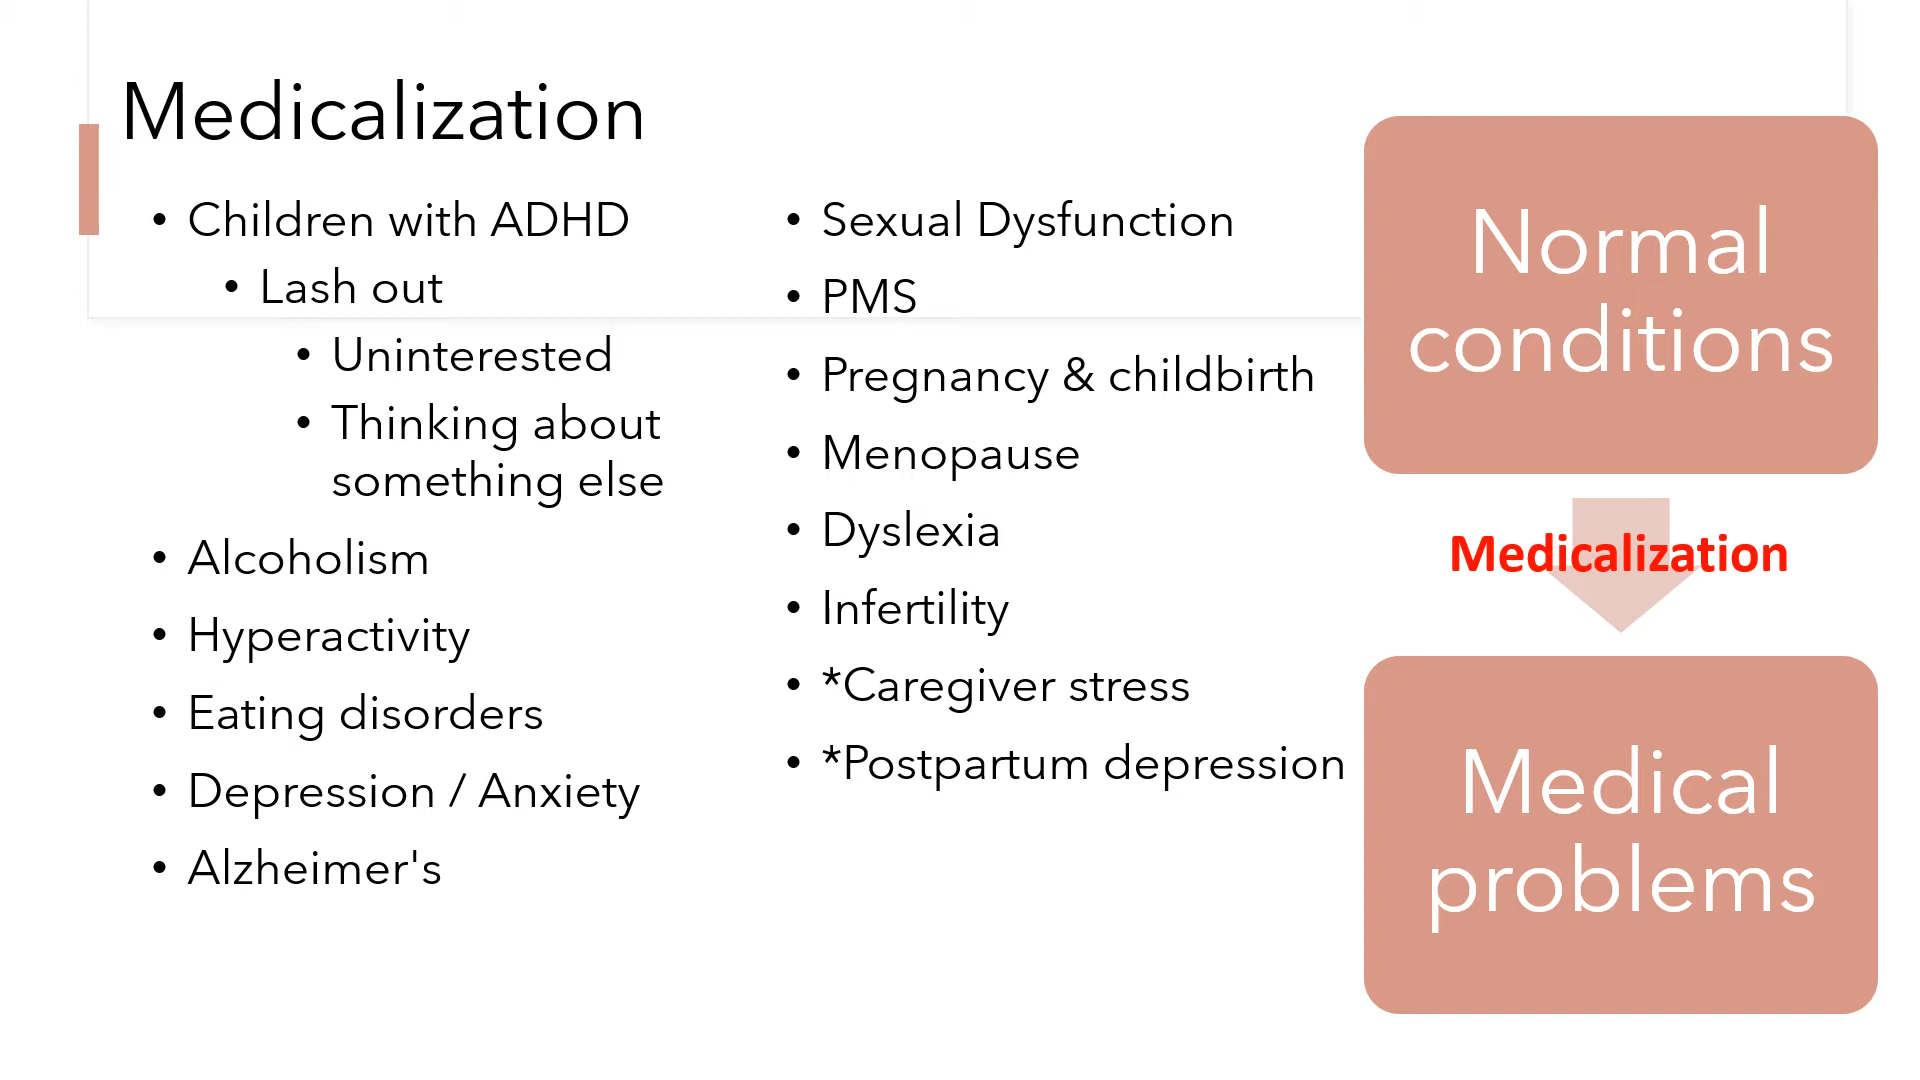 Medicalization
• Children with ADHD
• Lash out
• Uninterested
• Thinking about
something else
• Alcoholism
• Hyperactivity
• Eating disorders
• Depression / Anxiety
• Alzheimer's
• Sexual Dysfunction
• PMS
• Pregnancy & childbirth
• Menopause
• Dyslexia
• Infertility
• *Caregiver stress
• *Postpartum depression
Normal
conditions
Medicalization
Medical
problems